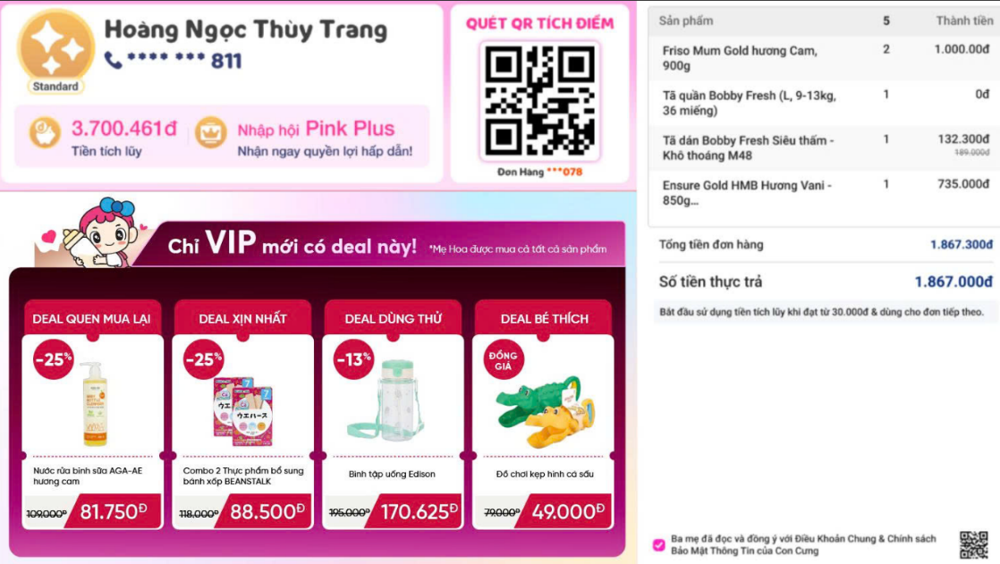 Hoàng Ngọc Thùy Trang
**** *** 811
Standard
3.700.461đ
Tiền tích lũy
Nhập hội Pink Plus
Nhận ngay quyền lợi hấp dẫn!
QUÉT QR TÍCH ĐIỂM
Đơn Hàng ***078
Chỉ VIP mới có deal này! *Mẹ Hoa được mua cả tất cả sản phẩm
DEAL QUEN MUA LẠI
-25%
Nước rửa bình sữa AGA-AE
hương cam
109.000Đ 81.750Đ
DEAL XỊN NHẤT
-25%
7
7
ウエハース
Combo 2 Thực phẩm bổ sung
bánh xốp BEANSTALK
118.000Đ 88.500Đ
DEAL DÙNG THỬ
-13%
Bình tập uống Edison
195.000Đ 170.625Đ
DEAL BÉ THÍCH
ĐỒNG
GIÁ
Đồ chơi kẹp hình cá sấu
79.000Đ 49.000Đ
Sản phẩm 5 Thành tiền
Friso Mum Gold hương Cam, 2 1.000.00đ
900g
Tã quần Bobby Fresh (L, 9-13kg, 1 0đ
36 miếng)
Tã dán Bobby Fresh Siêu thấm - 1 132.300đ
Khô thoáng M48 189.000đ
Ensure Gold HMB Hương Vani - 1 735.000đ
850g...
Tổng tiền đơn hàng 1.867.300đ
Số tiền thực trả 1.867.000đ
Bắt đầu sử dụng tiền tích lũy khi đạt từ 30.000đ & dùng cho đơn tiếp theo.
Ba mẹ đã đọc và đồng ý với Điều Khoản Chung & Chính sách
Bảo Mật Thông Tin của Con Cưng